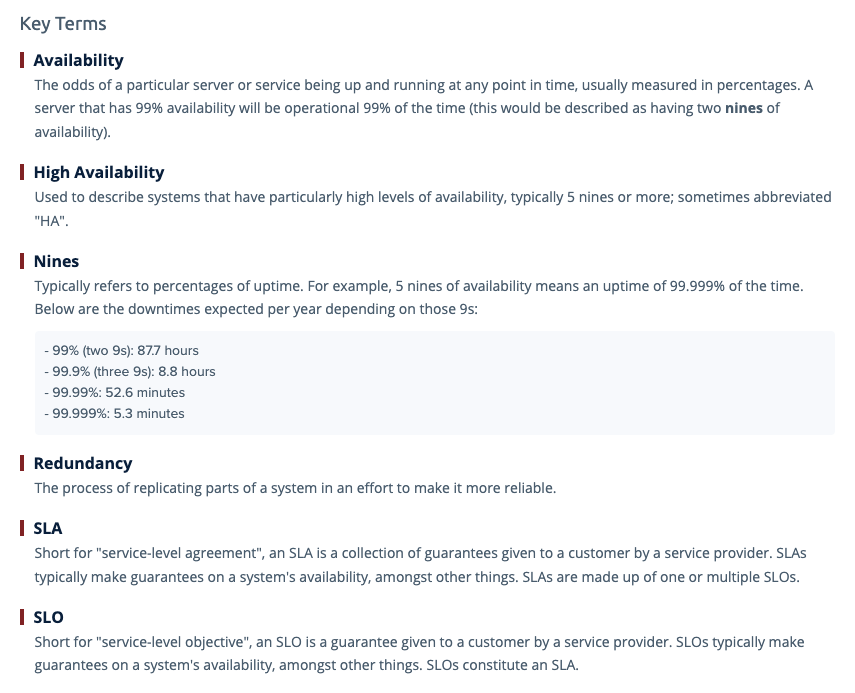 Key Terms
Availability
The odds of a particular server or service being up and running at any point in time, usually measured in percentages. A
server that has 99% availability will be operational 99% of the time (this would be described as having two nines of
availability).
High Availability
Used to describe systems that have particularly high levels of availability, typically 5 nines or more; sometimes abbreviated
"HA".
Nines
Typically refers to percentages of uptime. For example, 5 nines of availability means an uptime of 99.999% of the time.
Below are the downtimes expected per year depending on those 9s:
- 99% (two 9s): 87.7 hours
- 99.9% (three 9s): 8.8 hours
- 99.99%: 52.6 minutes
- 99.999%: 5.3 minutes
Redundancy
The process of replicating parts of a system in an effort to make it more reliable.
SLA
Short for "service-level agreement", an SLA is a collection of guarantees given to a customer by a service provider. SLAs
typically make guarantees on a system's availability, amongst other things. SLAs are made up of one or multiple SLOs.
SLO
Short for "service-level objective", an SLO is a guarantee given to a customer by a service provider. SLOs typically make
guarantees on a system's availability, amongst other things. SLOs constitute an SLA.